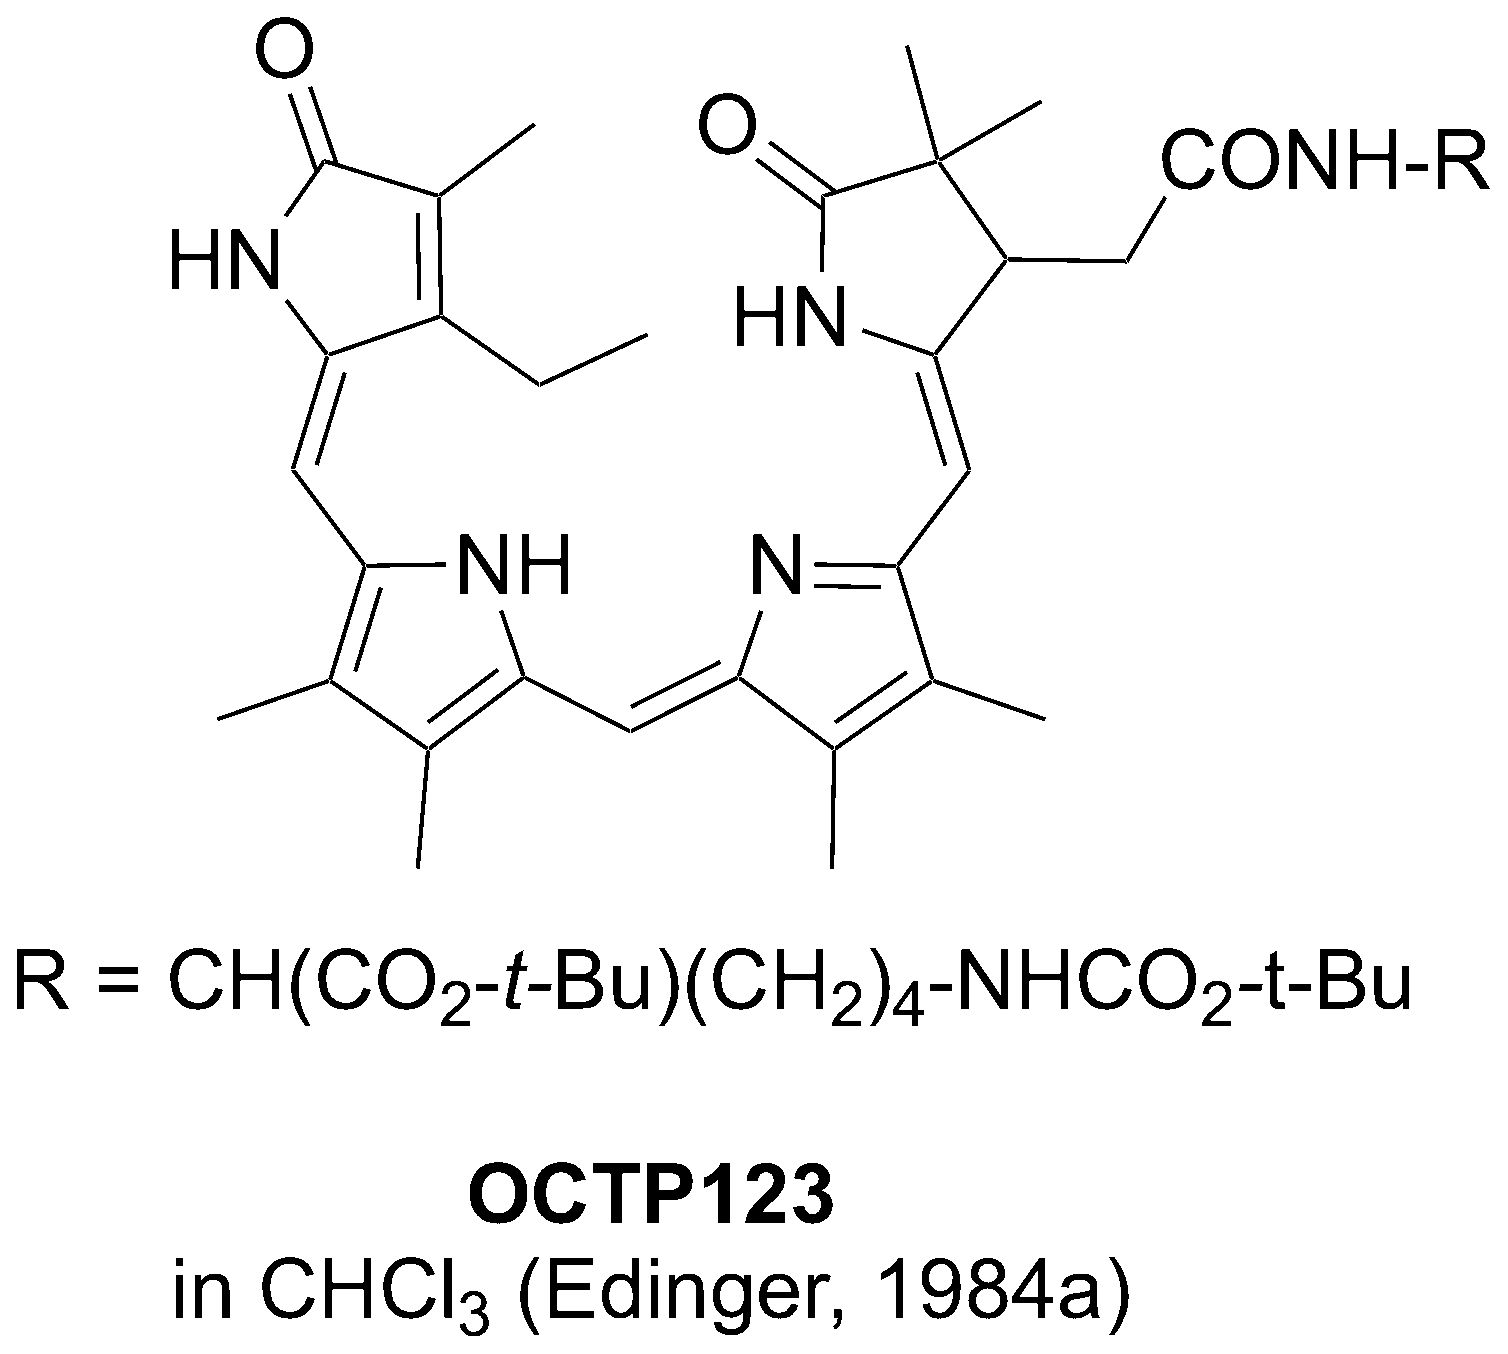 O
O
CONH-R
HN
HN
NH
N
R = CH(CO₂-t-Bu)(CH₂)₄-NHCO₂-t-Bu
OCTP123
in CHCl₃ (Edinger, 1984a)